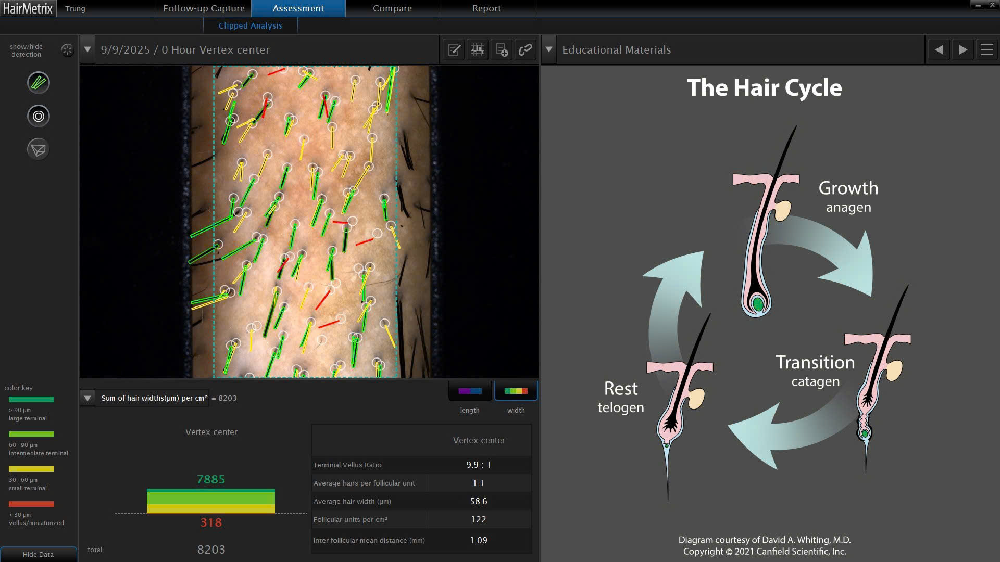 HairMetrix
Trung
Follow-up Capture
Assessment
Compare
Report
Clipped Analysis
show/hide
detection
9/9/2025 / 0 Hour Vertex center
Educational Materials
The Hair Cycle
Growth
anagen
Transition
catagen
Rest
telogen
Diagram courtesy of David A. Whiting, M.D.
Copyright © 2021 Canfield Scientific, Inc.
color key
> 90 µm
large terminal
60 - 90 µm
intermediate terminal
30 - 60 µm
small terminal
< 30 µm
vellus/miniaturized
Hide Data
Sum of hair widths(µm) per cm² = 8203
length
width
Vertex center
7885
318
total 8203
Vertex center
Terminal:Vellus Ratio 9.9 : 1
Average hairs per follicular unit 1.1
Average hair width (µm) 58.6
Follicular units per cm² 122
Inter follicular mean distance (mm) 1.09